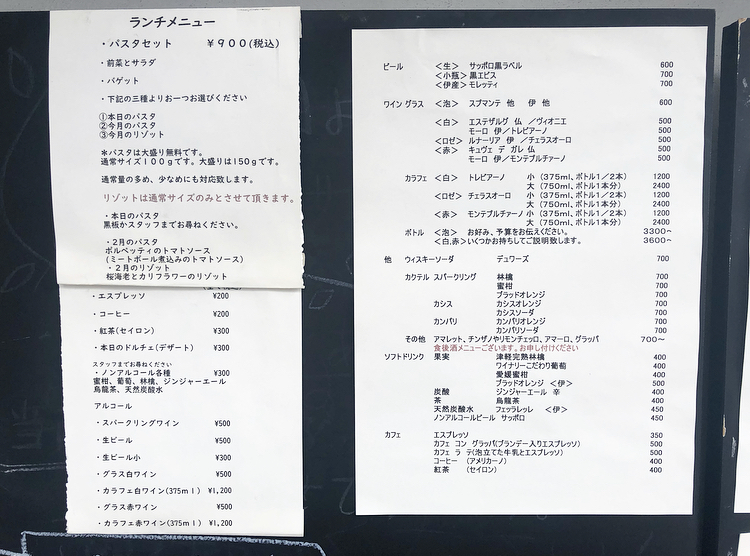 ランチメニュー
・パスタセット ￥９００(税込)
・前菜とサラダ
・バゲット
・下記の三種よりお一つお選びください
①本日のパスタ
②今月のパスタ
③今月のリゾット
＊パスタは大盛り無料です。
通常サイズ１００ｇです。大盛りは150ｇです。
通常量の多め、少なめにも対応致します。
リゾットは通常サイズのみとさせて頂きます。
・本日のパスタ
黒板かスタッフまでお尋ねください。
・２月のパスタ
ポルペッティのトマトソース
(ミートボール煮込みのトマトソース)
・２月のリゾット
桜海老とカリフラワーのリゾット
・エスプレッソ ¥200
・コーヒー ¥200
・紅茶(セイロン) ¥300
・本日のドルチェ(デザート) ¥300
スタッフまでお尋ねください
・ノンアルコール各種 ¥300
蜜柑、葡萄、林檎、ジンジャーエール
烏龍茶、天然炭酸水
アルコール
・スパークリングワイン ¥500
・生ビール ¥500
・生ビール小 ¥300
・グラス白ワイン ¥500
・カラフェ白ワイン(375ｍｌ) ¥1,200
・グラス赤ワイン ¥500
・カラフェ赤ワイン(375ｍｌ) ¥1,200
ビール ＜生＞ サッポロ黒ラベル 600
＜小瓶＞ 黒エビス 700
＜伊産＞ モレッティ 700
ワイン グラス ＜泡＞ スプマンテ 他 伊 他 600
＜白＞ エステザルグ 仏 ／ヴィオニエ 500
モーロ 伊／トレビアーノ 500
＜ロゼ＞ ルナーリア 伊 ／チェラスオーロ 500
＜赤＞ キュヴェ デ ガレ 仏 500
モーロ 伊／モンテプルチアーノ 500
カラフェ ＜白＞ トレビアーノ 小 (375ml、ボトル1／2本) 1200
大 (750ml、ボトル1本分) 2400
＜ロゼ＞ チェラスオーロ 小 (375ml、ボトル1／2本) 1200
大 (750ml、ボトル1本分) 2400
＜赤＞ モンテプルチアーノ 小 (375ml、ボトル1／2本) 1200
大 (750ml、ボトル1本分) 2400
ボトル ＜泡＞ お好み、予算をお伝えください。 3300～
＜白,赤＞いくつかお持ちしてご説明致します。 3600～
他 ウィスキーソーダ デュワーズ 700
カクテル スパークリング 林檎 700
蜜柑 700
ブラッドオレンジ 700
カシス カシスオレンジ 700
カシスソーダ 700
カンパリ カンパリオレンジ 700
カンパリソーダ 700
その他 アマレット、チンザノやリモンチェッロ、アマーロ、グラッパ 700～
食後酒メニューございます。お申し付けください
ソフトドリンク 果実 津軽完熟林檎 400
ワイナリーこだわり葡萄 400
愛媛蜜柑 400
ブラッドオレンジ ＜伊＞ 500
炭酸 ジンジャーエール 辛 400
茶 烏龍茶 400
天然炭酸水 フェッラレッレ ＜伊＞ 450
ノンアルコールビール サッポロ 450
カフェ エスプレッソ 350
カフェ コン グラッパ(ブランデー入りエスプレッソ) 500
カフェ ラ テ(泡立てた牛乳とエスプレッソ) 500
コーヒー (アメリカーノ) 400
紅茶 (セイロン) 400